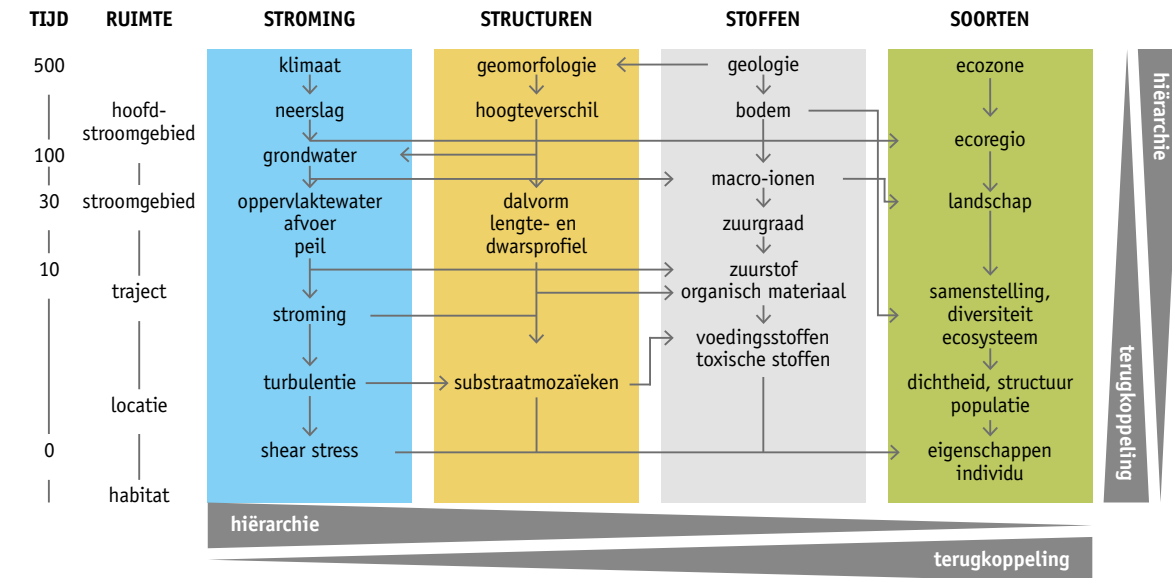 TIJD
RUIMTE
STROMING
STRUCTUREN
STOFFEN
SOORTEN
500
100
30
10
0
hoofd-
stroomgebied
stroomgebied
traject
locatie
habitat
klimaat
neerslag
grondwater
oppervlaktewater
afvoer
peil
stroming
turbulentie
shear stress
geomorfologie
hoogteverschil
dalvorm
lengte- en
dwarsprofiel
substraatmozaïeken
geologie
bodem
macro-ionen
zuurgraad
zuurstof
organisch materiaal
voedingsstoffen
toxische stoffen
ecozone
ecoregio
landschap
samenstelling,
diversiteit
ecosysteem
dichtheid, structuur
populatie
eigenschappen
individu
terugkoppeling
hiërarchie
hiërarchie
terugkoppeling